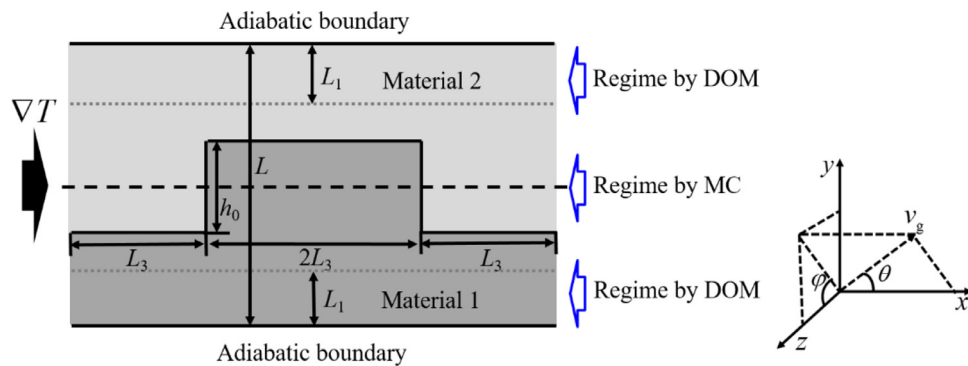 Adiabatic boundary
L₁
Material 2
Regime by DOM
∇T
L
Regime by MC
h₀
L₃
2L₃
L₃
L₁
Material 1
Regime by DOM
Adiabatic boundary
y
v_g
φ
θ
x
z